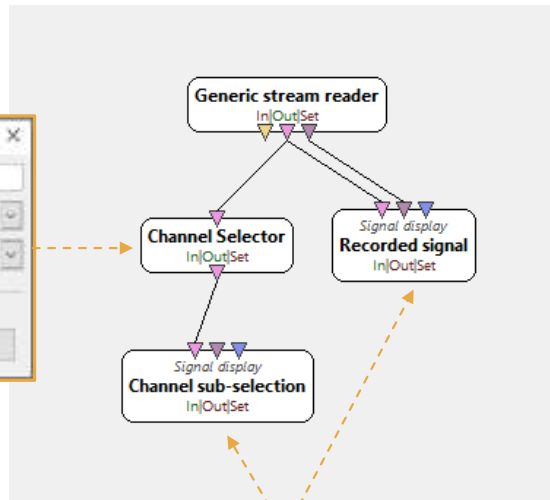 Generic stream reader
In|Out|Set
Channel Selector
In|Out|Set
Signal display
Recorded signal
In|Out|Set
Signal display
Channel sub-selection
In|Out|Set